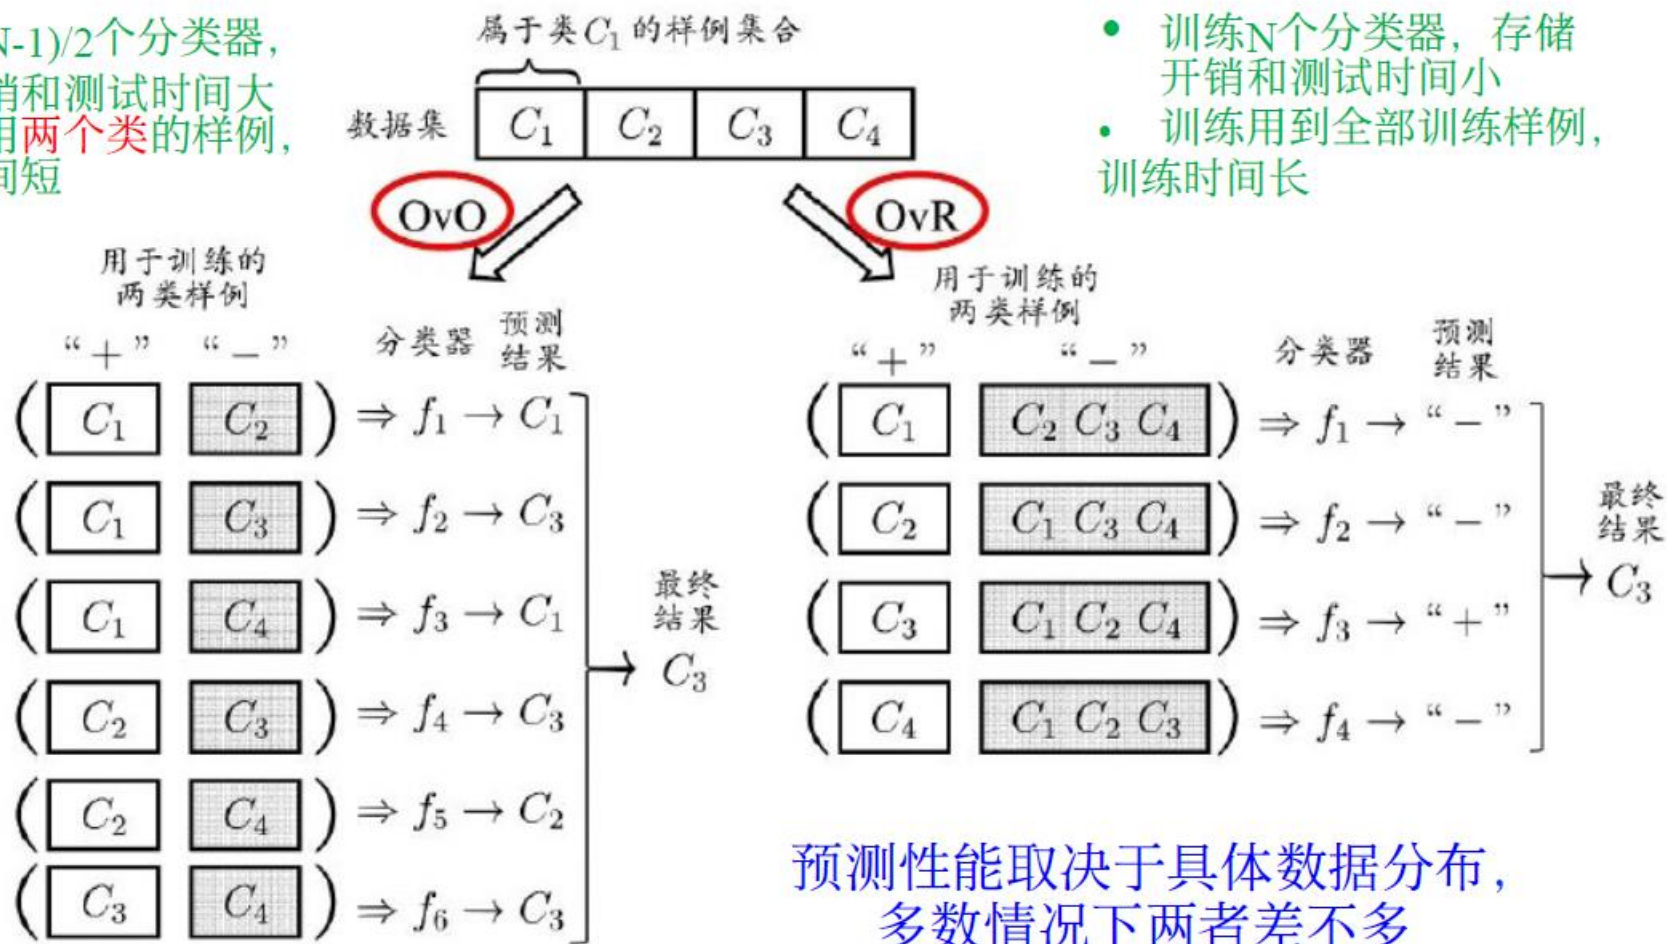 N-1)/2个分类器，
销和测试时间大
用两个类的样例，
间短
属于类C₁的样例集合
数据集 C₁ C₂ C₃ C₄
• 训练N个分类器，存储
开销和测试时间小
• 训练用到全部训练样例，
训练时间长
OvO
OvR
用于训练的
两类样例
“+” “−” 分类器 预测
结果
( C₁ C₂ ) ⇒ f₁ → C₁
( C₁ C₃ ) ⇒ f₂ → C₃
( C₁ C₄ ) ⇒ f₃ → C₁
( C₂ C₃ ) ⇒ f₄ → C₃
( C₂ C₄ ) ⇒ f₅ → C₂
( C₃ C₄ ) ⇒ f₆ → C₃
最终
结果
C₃
用于训练的
两类样例
“+” “−” 分类器 预测
结果
( C₁ C₂ C₃ C₄ ) ⇒ f₁ → “−”
( C₂ C₁ C₃ C₄ ) ⇒ f₂ → “−”
( C₃ C₁ C₂ C₄ ) ⇒ f₃ → “+”
( C₄ C₁ C₂ C₃ ) ⇒ f₄ → “−”
最终
结果
C₃
预测性能取决于具体数据分布，
多数情况下两者差不多